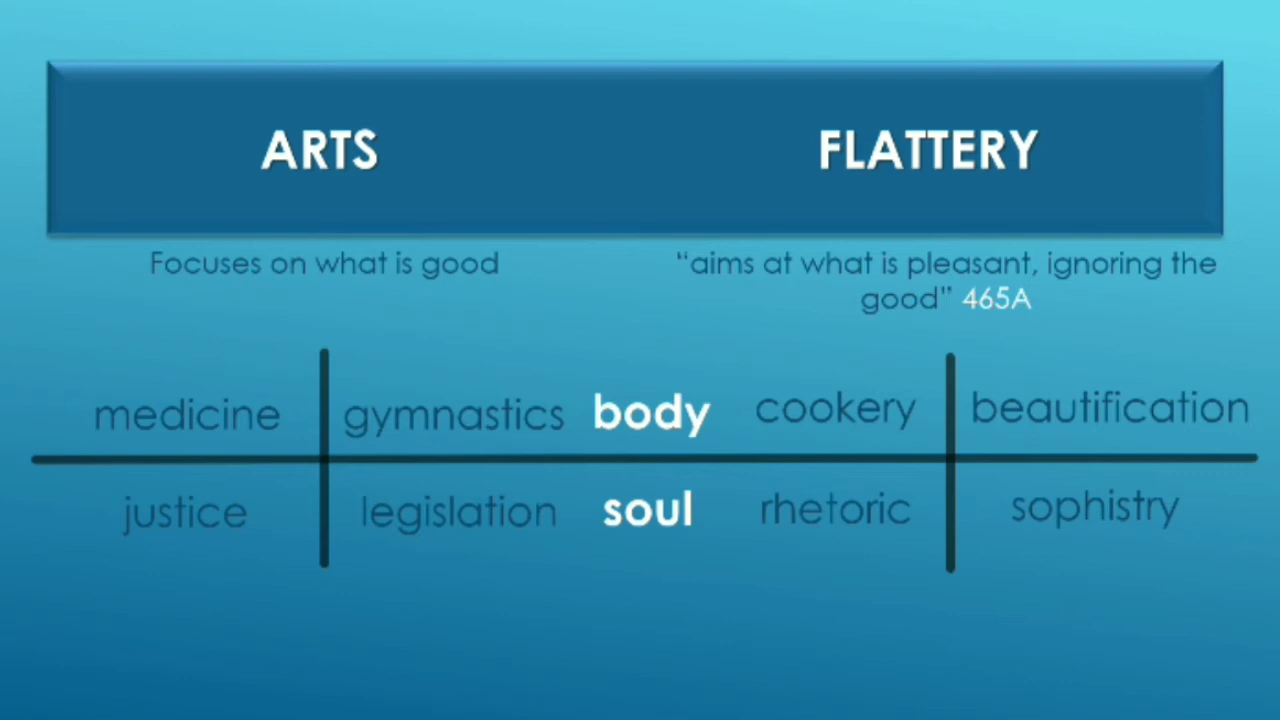 ARTS FLATTERY
Focuses on what is good
“aims at what is pleasant, ignoring the
good” 465A
medicine gymnastics body cookery beautification
justice legislation soul rhetoric sophistry